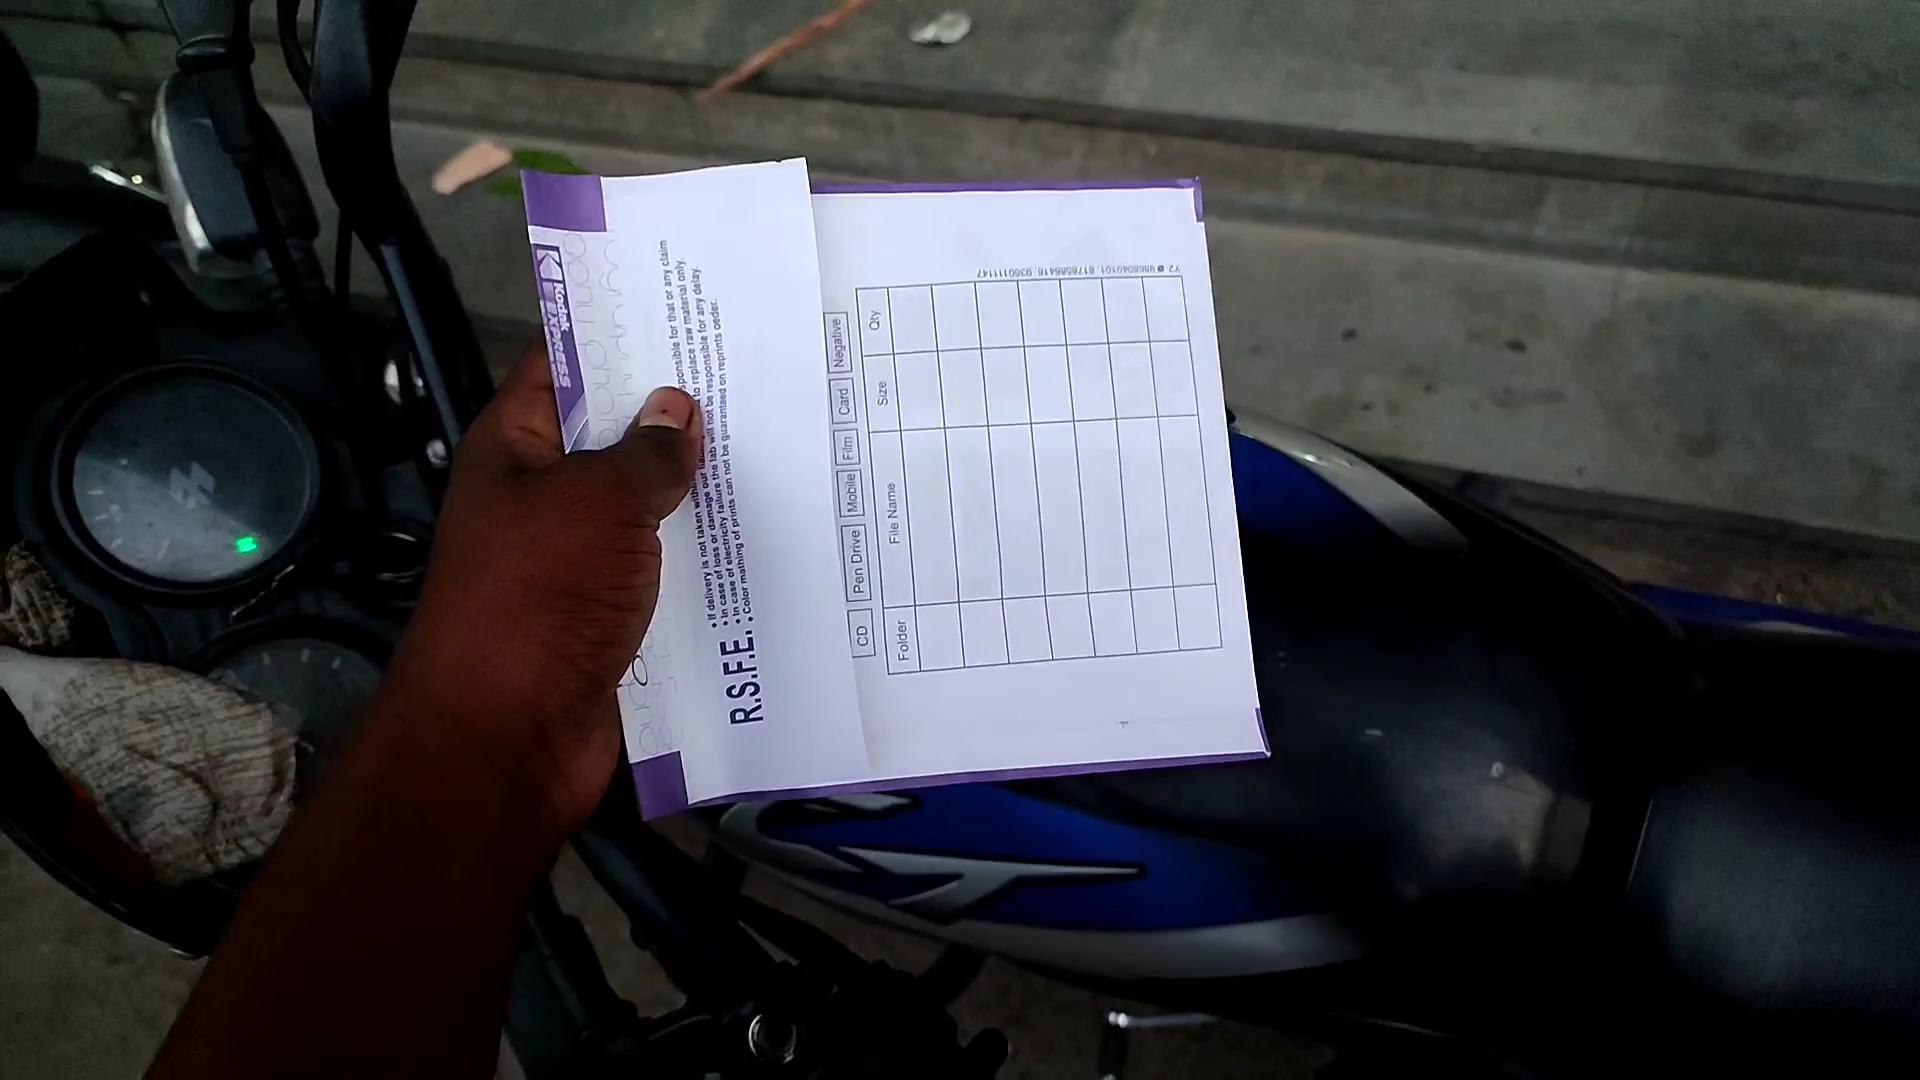 Kodak
EXPRESS
• If delivery is not taken within
sponsible for that or any claim
• In case of loss or damage our
to replace raw material only.
• In case of electricity failure the lab will not be responsible for any delay.
• Color mathing of prints can not be guaranteed on reprints oeder.
R.S.F.E.
CD Pen Drive Mobile Film Card Negative
Folder File Name Size Qty